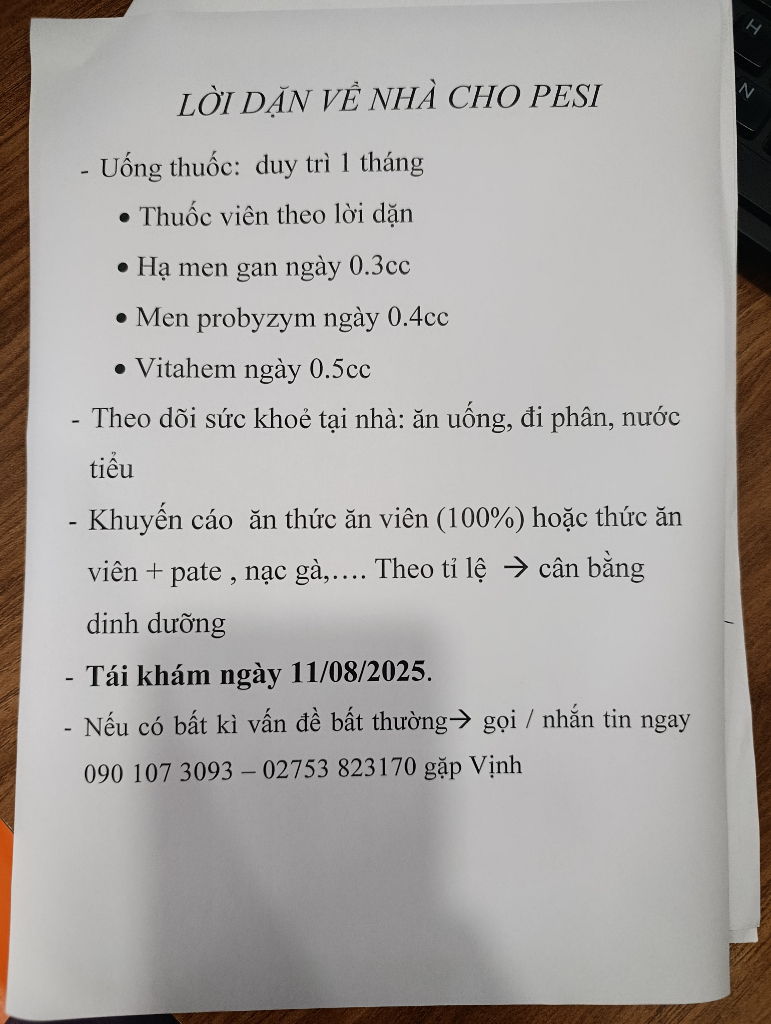 LỜI DẶN VỀ NHÀ CHO PESI
- Uống thuốc: duy trì 1 tháng
• Thuốc viên theo lời dặn
• Hạ men gan ngày 0.3cc
• Men probyzym ngày 0.4cc
• Vitahem ngày 0.5cc
- Theo dõi sức khoẻ tại nhà: ăn uống, đi phân, nước
tiểu
- Khuyến cáo ăn thức ăn viên (100%) hoặc thức ăn
viên + pate , nạc gà,.... Theo tỉ lệ → cân bằng
dinh dưỡng
- Tái khám ngày 11/08/2025.
- Nếu có bất kì vấn đề bất thường→ gọi / nhắn tin ngay
090 107 3093 – 02753 823170 gặp Vịnh
H
N